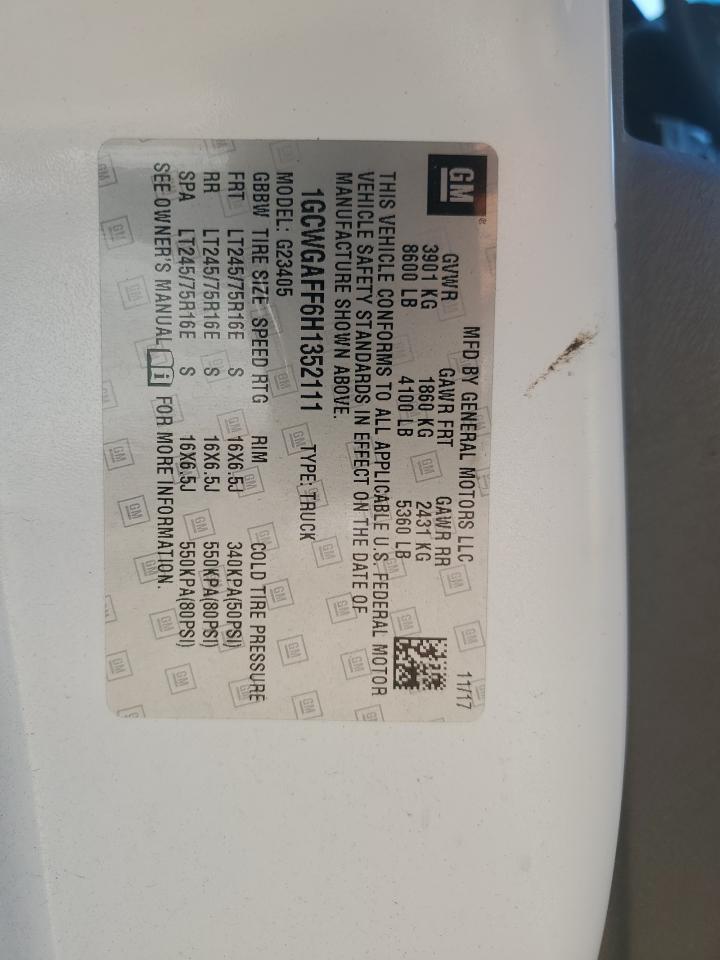 GM®
MFD BY GENERAL MOTORS LLC 11/17
GVWR GAWR FRT GAWR RR
3901 KG 1860 KG 2431 KG
8600 LB 4100 LB 5360 LB
THIS VEHICLE CONFORMS TO ALL APPLICABLE U.S. FEDERAL MOTOR
VEHICLE SAFETY STANDARDS IN EFFECT ON THE DATE OF
MANUFACTURE SHOWN ABOVE.
1GCWGAFF6H1352111 TYPE: TRUCK
MODEL: G23405
GBBW TIRE SIZE SPEED RTG RIM COLD TIRE PRESSURE
FRT LT245/75R16E S 16X6.5J 340KPA(50PSI)
RR LT245/75R16E S 16X6.5J 550KPA(80PSI)
SPA LT245/75R16E S 16X6.5J 550KPA(80PSI)
SEE OWNER'S MANUAL i FOR MORE INFORMATION.